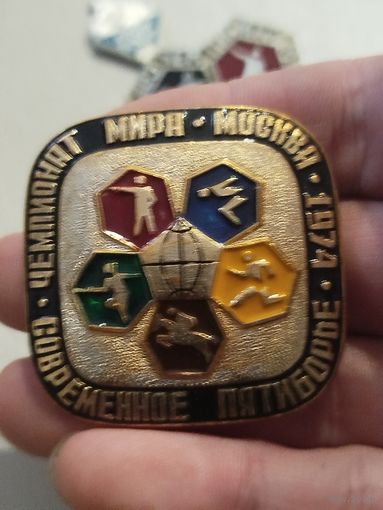 ЧЕМПИОНАТ МИРА · МОСКВА · 1974 ·
СОВРЕМЕННОЕ ПЯТИБОРЬЕ ·